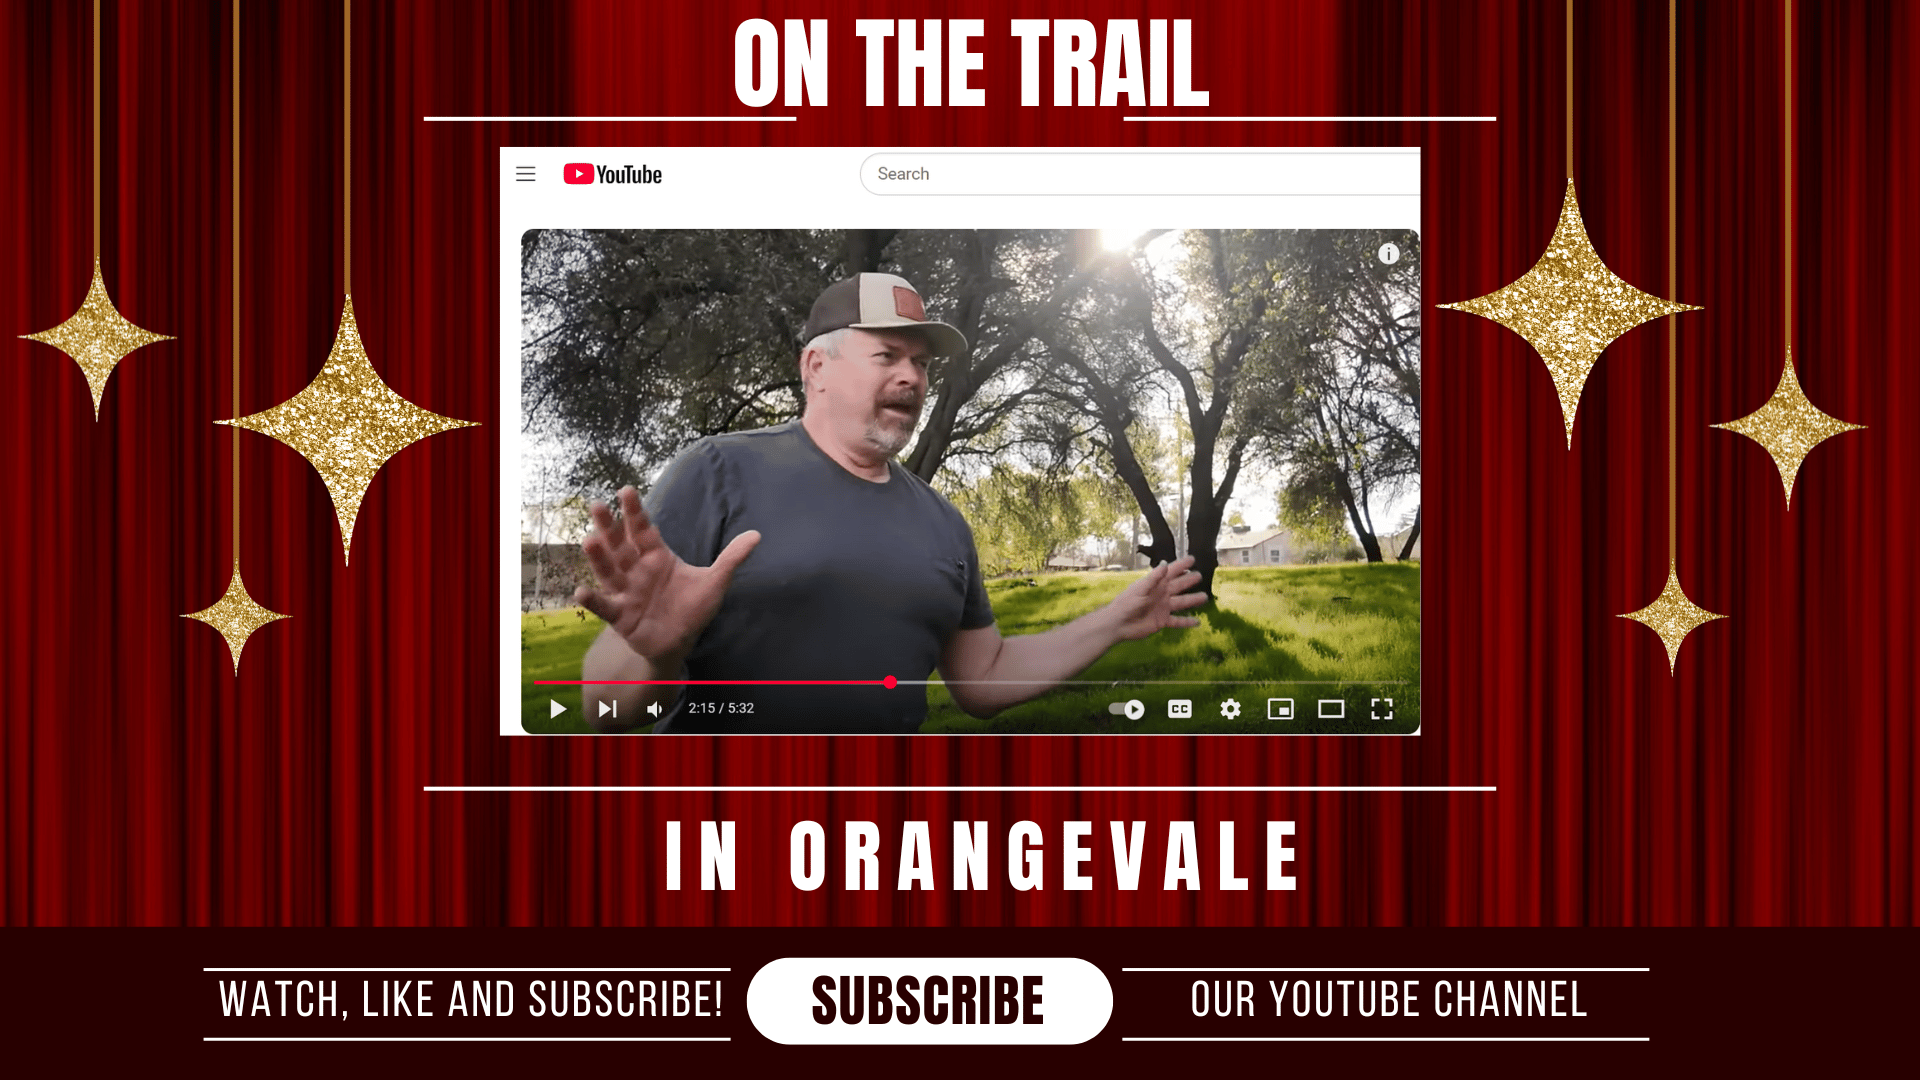 ON THE TRAIL
YouTube
Search
i
2:15 / 5:32
CC
IN ORANGEVALE
WATCH, LIKE AND SUBSCRIBE!
SUBSCRIBE
OUR YOUTUBE CHANNEL